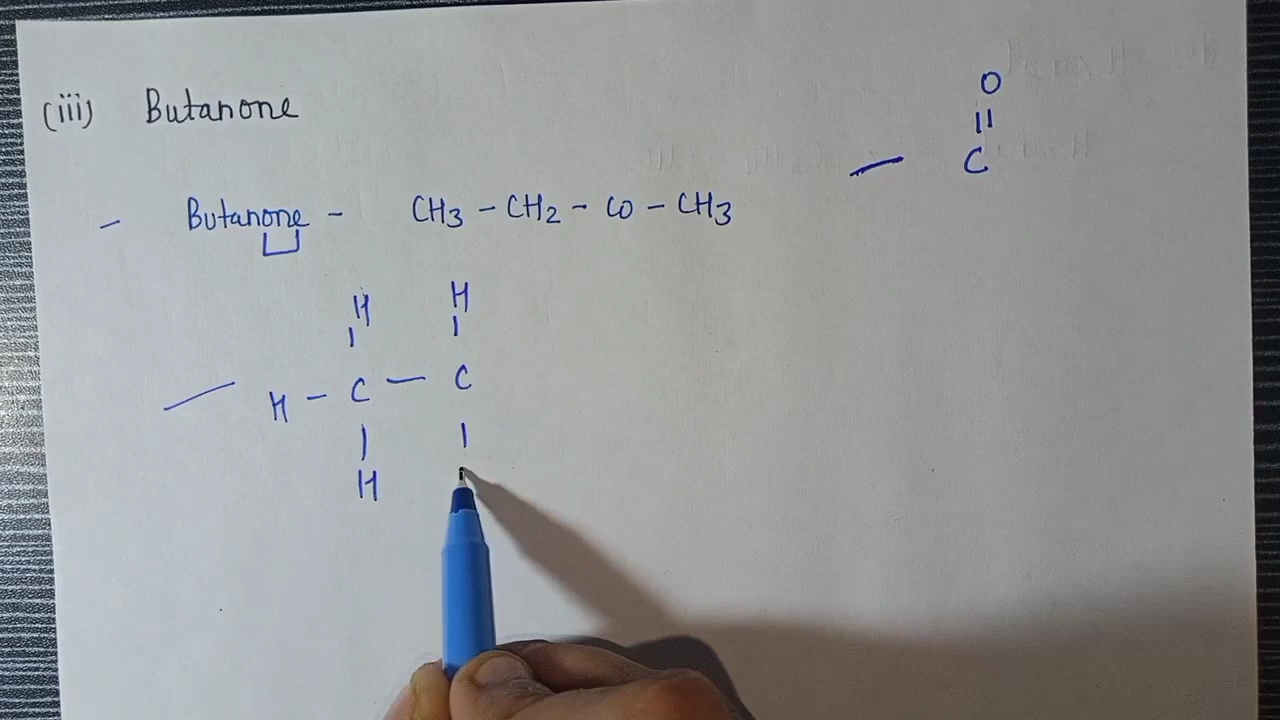 (iii) Butanone
O
||
— C
- Butanone - CH3 - CH2 - CO - CH3
H H
| |
— H - C — C
| |
H